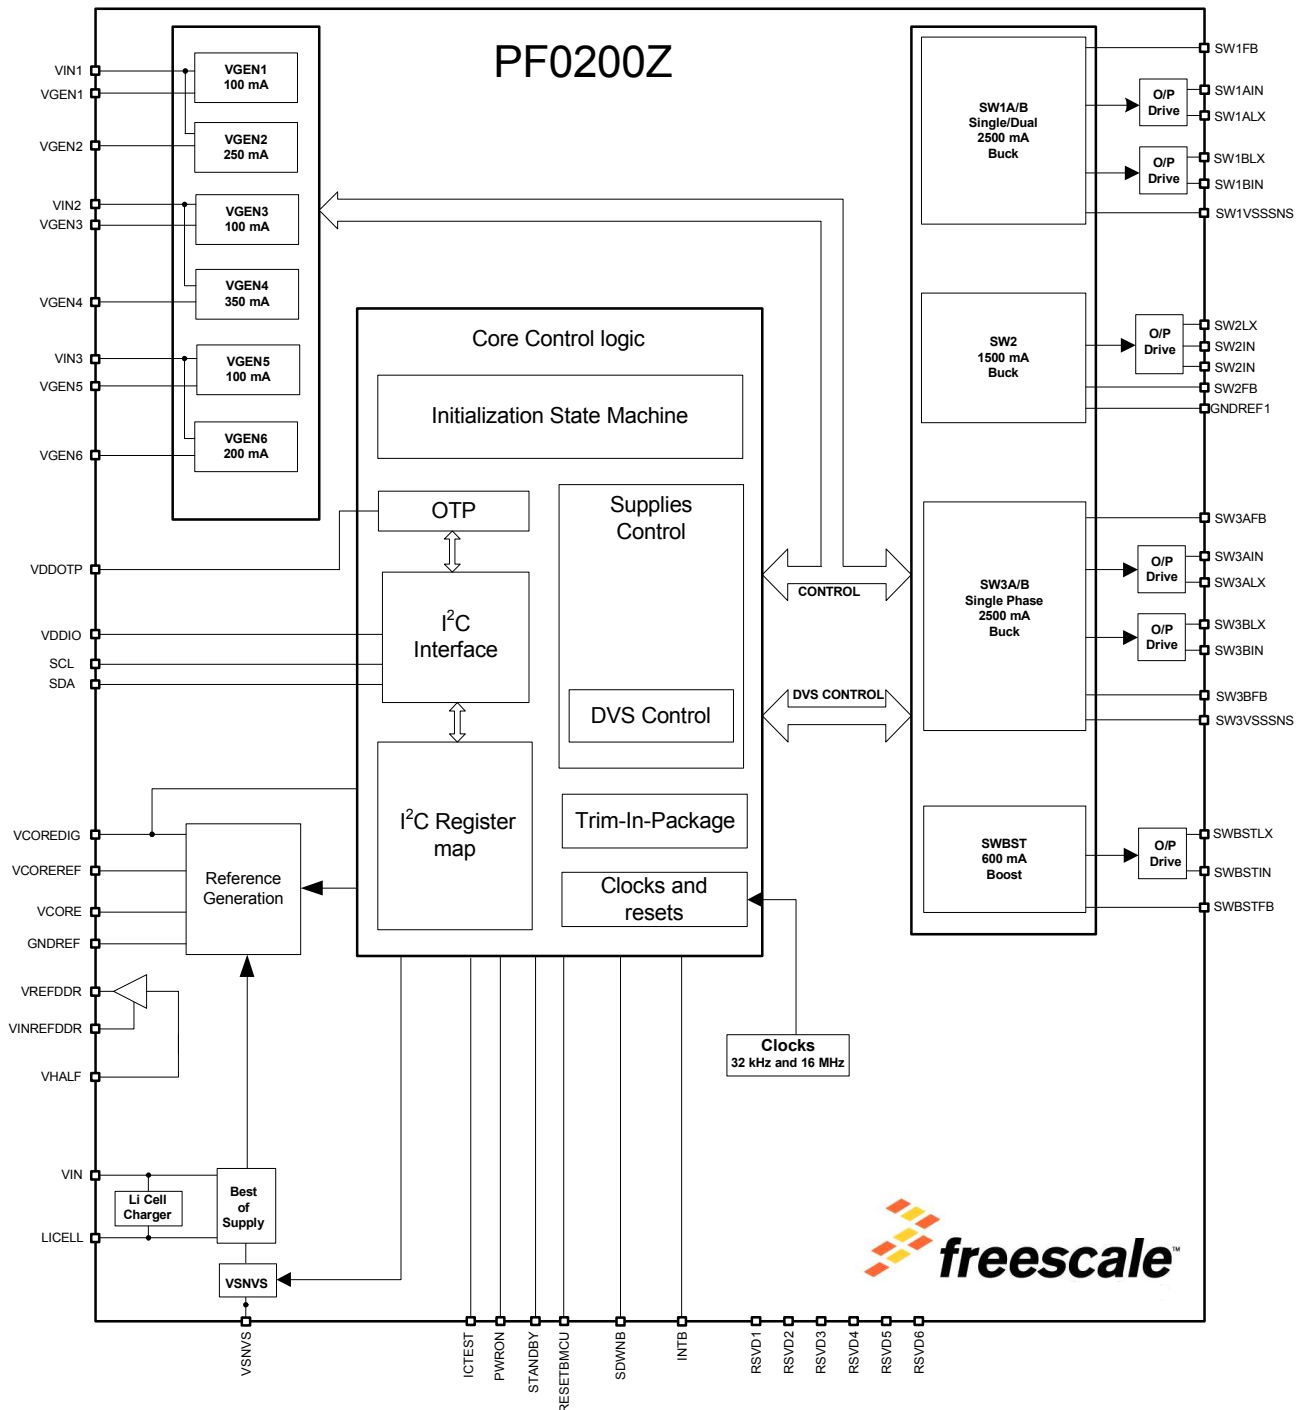 PF0200Z
VIN1
VGEN1
VGEN2
VIN2
VGEN3
VGEN4
VIN3
VGEN5
VGEN6
VDDOTP
VDDIO
SCL
SDA
VCOREDIG
VCOREREF
VCORE
GNDREF
VREFDDR
VINREFDDR
VHALF
VIN
LICELL
VGEN1
100 mA
VGEN2
250 mA
VGEN3
100 mA
VGEN4
350 mA
VGEN5
100 mA
VGEN6
200 mA
Core Control logic
Initialization State Machine
OTP
I2C
Interface
I2C Register
map
Supplies
Control
DVS Control
Trim-In-Package
Clocks and
resets
CONTROL
DVS CONTROL
Reference
Generation
Li Cell
Charger
Best
of
Supply
VSNVS
Clocks
32 kHz and 16 MHz
SW1A/B
Single/Dual
2500 mA
Buck
O/P
Drive
O/P
Drive
SW2
1500 mA
Buck
O/P
Drive
SW3A/B
Single Phase
2500 mA
Buck
O/P
Drive
O/P
Drive
SWBST
600 mA
Boost
O/P
Drive
SW1FB
SW1AIN
SW1ALX
SW1BLX
SW1BIN
SW1VSSSNS
SW2LX
SW2IN
SW2IN
SW2FB
GNDREF1
SW3AFB
SW3AIN
SW3ALX
SW3BLX
SW3BIN
SW3BFB
SW3VSSSNS
SWBSTLX
SWBSTIN
SWBSTFB
freescale™
VSNVS
ICTEST
PWRON
STANDBY
RESETBMCU
SDWNB
INTB
RSVD1
RSVD2
RSVD3
RSVD4
RSVD5
RSVD6